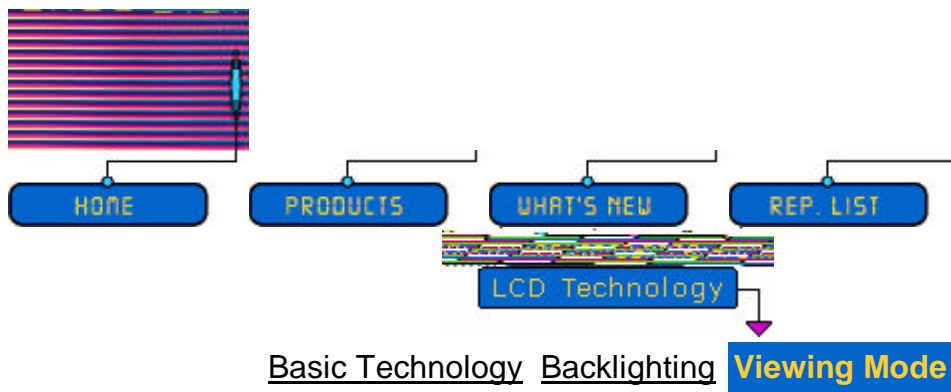 HOME PRODUCTS WHAT'S NEW REP. LIST
LCD Technology
Basic Technology Backlighting Viewing Mode